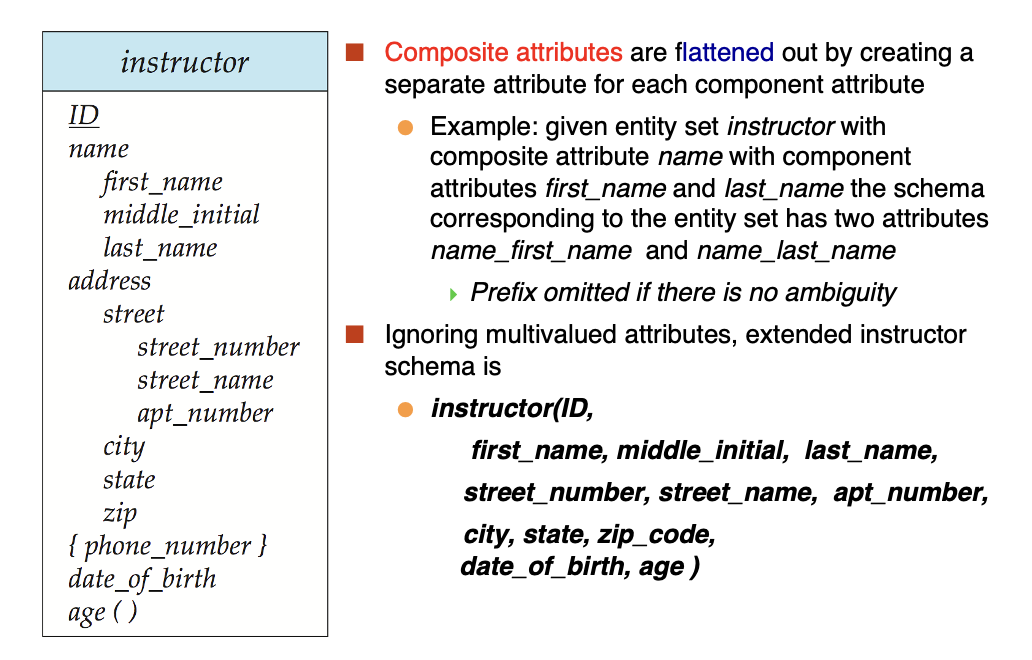 instructor
ID
name
first_name
middle_initial
last_name
address
street
street_number
street_name
apt_number
city
state
zip
{ phone_number }
date_of_birth
age ( )
Composite attributes are flattened out by creating a
separate attribute for each component attribute
Example: given entity set instructor with
composite attribute name with component
attributes first_name and last_name the schema
corresponding to the entity set has two attributes
name_first_name and name_last_name
Prefix omitted if there is no ambiguity
Ignoring multivalued attributes, extended instructor
schema is
instructor(ID,
first_name, middle_initial, last_name,
street_number, street_name, apt_number,
city, state, zip_code,
date_of_birth, age )